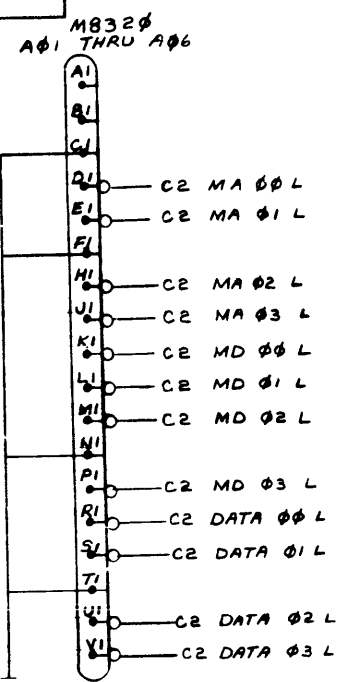 M832Ø
AØ1 THRU AØ6
A1
B1
C1
D1 C2 MA ØØ L
E1 C2 MA Ø1 L
F1
H1 C2 MA Ø2 L
J1 C2 MA Ø3 L
K1 C2 MD ØØ L
L1 C2 MD Ø1 L
M1 C2 MD Ø2 L
N1
P1 C2 MD Ø3 L
R1 C2 DATA ØØ L
S1 C2 DATA Ø1 L
T1
U1 C2 DATA Ø2 L
V1 C2 DATA Ø3 L